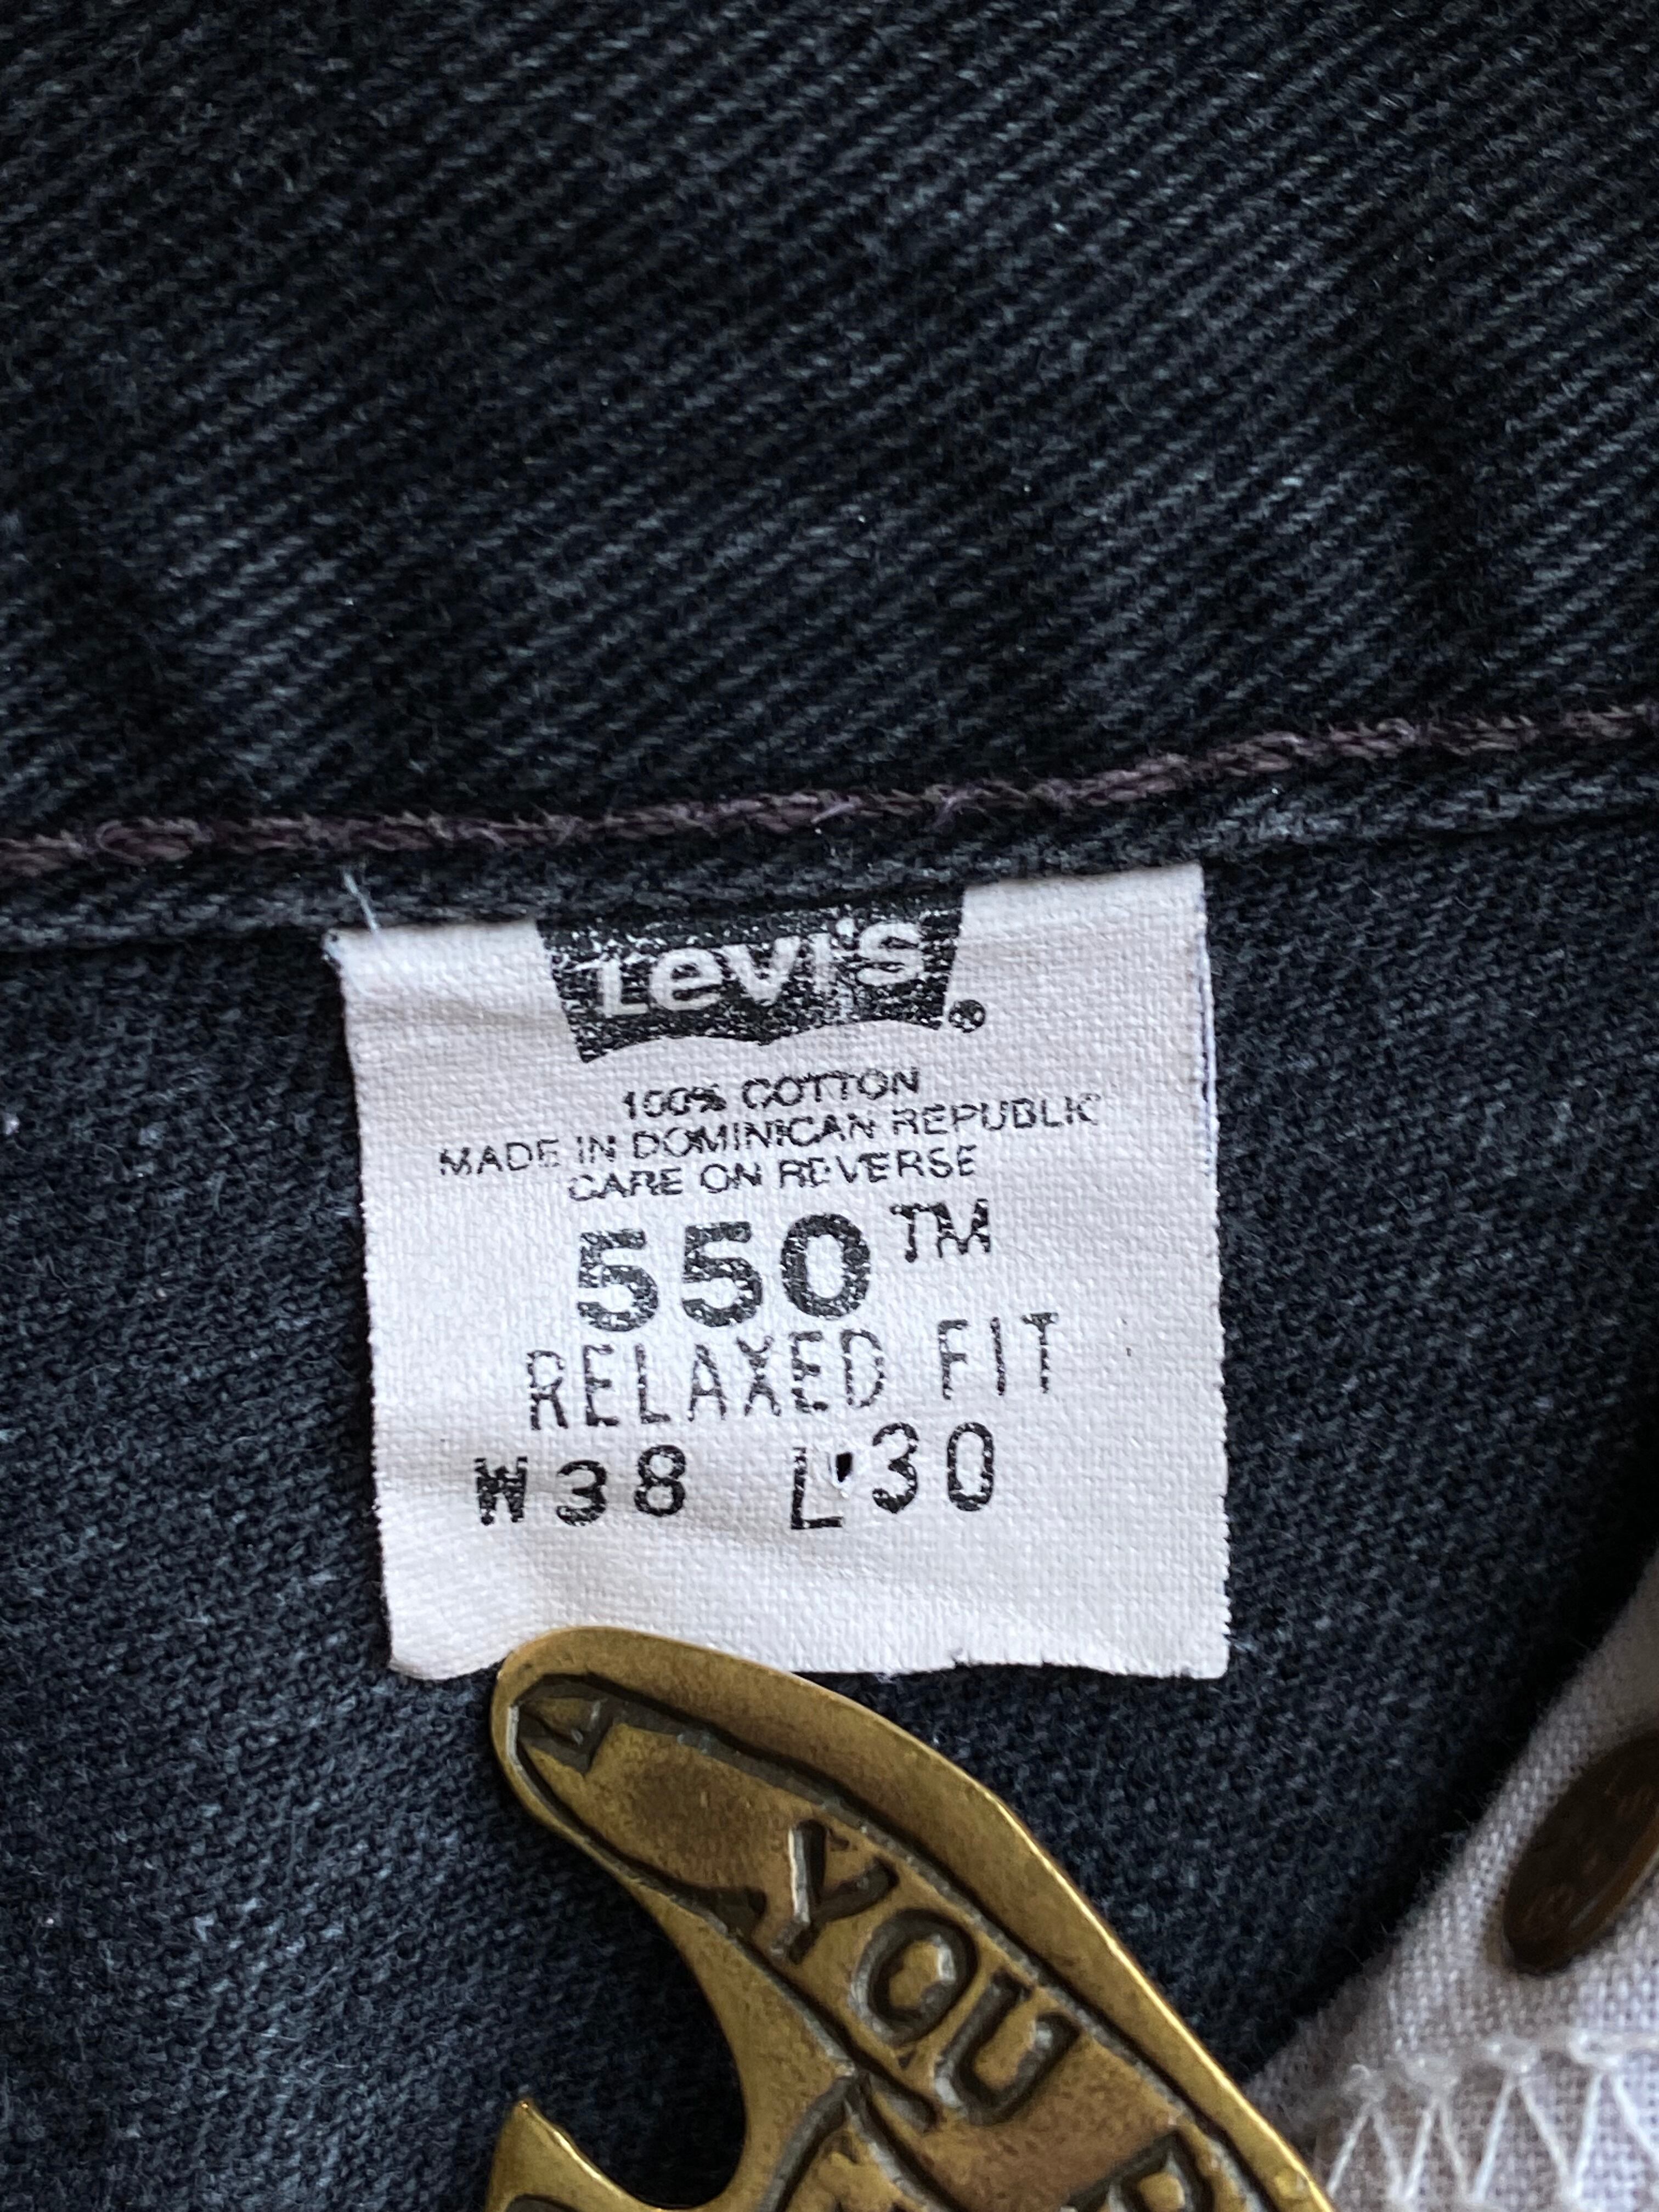 Levi's®
100% COTTON
MADE IN DOMINICAN REPUBLIC
CARE ON REVERSE
550™
RELAXED FIT
W38 L30
YOU